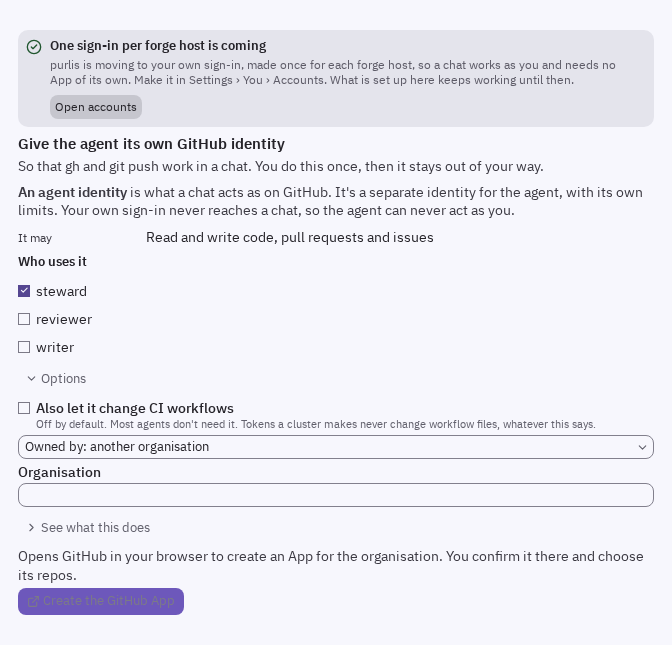 One sign-in per forge host is coming
purlis is moving to your own sign-in, made once for each forge host, so a chat works as you and needs no
App of its own. Make it in Settings › You › Accounts. What is set up here keeps working until then.
Open accounts
Give the agent its own GitHub identity
So that gh and git push work in a chat. You do this once, then it stays out of your way.
An agent identity is what a chat acts as on GitHub. It's a separate identity for the agent, with its own
limits. Your own sign-in never reaches a chat, so the agent can never act as you.
It may Read and write code, pull requests and issues
Who uses it
steward
reviewer
writer
Options
Also let it change CI workflows
Off by default. Most agents don't need it. Tokens a cluster makes never change workflow files, whatever this says.
Owned by: another organisation
Organisation
See what this does
Opens GitHub in your browser to create an App for the organisation. You confirm it there and choose
its repos.
Create the GitHub App